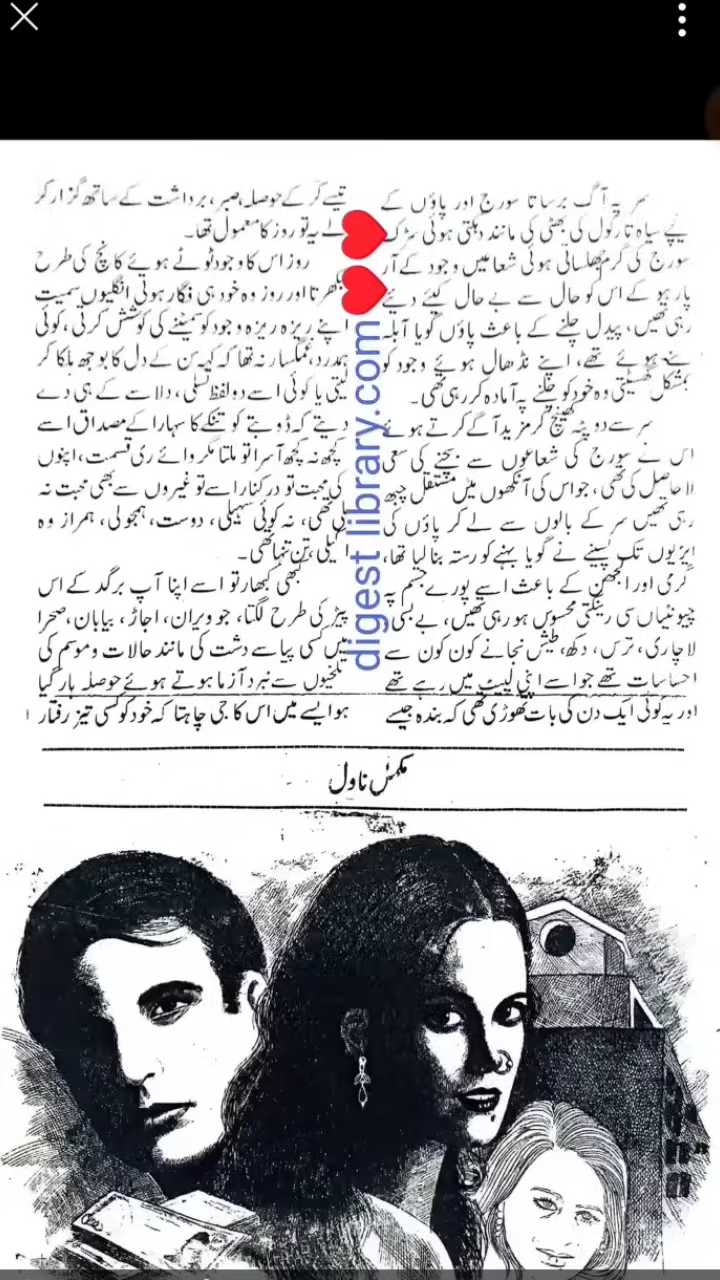 سر پہ آگ برساتا سورج اور پاؤں کے
نیچے سیاہ تارکول کی بھٹی کی مانند دہکتی ہوئی سڑک
سورج کی گرم جھلساتی ہوئی شعاعیں وجود کے آر
پار ہو کے اس کو حال سے بے حال کیئے دیئے
رہی تھیں، پیدل چلنے کے باعث پاؤں گویا آبلہ
ہوئے تھے، اپنے نڈھال ہوئے وجود کو
بمشکل گھسیٹتی وہ خود کو چلنے پہ آمادہ کر رہی تھی۔
سر سے دوپٹہ کھینچ کر مزید آگے کرتے ہوئے
اس نے سورج کی شعاعوں سے بچنے کی سعی
لاحاصل کی تھی، جو اس کی آنکھوں میں مستقل چبھ
رہی تھیں سر کے بالوں سے لے کر پاؤں کی
ایڑیوں تک پسینے نے گویا بہنے کو رستہ بنا لیا تھا،
گرمی اور الجھن کے باعث اسے پورے جسم پہ
چیونٹیاں سی رینگتی محسوس ہو رہی تھیں، بے بسی
لاچاری، ترس، دکھ، طیش نجانے کون کون سے
احساسات تھے جو اسے اپنی لپیٹ میں رہے تھے
اور یہ کوئی ایک دن کی بات تھوڑی تھی کہ بندہ جیسے
تیسے کر کے حوصلہ، صبر، برداشت کے ساتھ گزار کر
لے یہ تو روز کا معمول تھا۔
روز اس کا وجود ٹوٹے ہوئے کانچ کی طرح
بکھرتا اور روز وہ خود ہی فگار ہوئی انگلیوں سمیت
اپنے ریزہ ریزہ وجود کو سمیٹنے کی کوشش کرتی، کوئی
ہمدرد، غمگسار نہ تھا کہ کہہ سن کے دل کا بوجھ ہلکا کر
لیتی یا کوئی اسے دو لفظ تسلی، دلاسے کے ہی دے
دیتے کہ ڈوبتے کو تنکے کا سہارا کے مصداق اسے
کچھ نہ کچھ آسرا تو ملتا مگر وائے ری قسمت، اپنوں
کی محبت تو درکنار اسے تو غیروں سے بھی محبت نہ
ملی تھی، نہ کوئی سہیلی، دوست، ہمجولی، ہمراز وہ
اکیلی، تن تنہا تھی۔
کبھی کبھار تو اسے اپنا آپ برگد کے اس
پیڑ کی طرح لگتا، جو ویران، اجاڑ، بیابان، صحرا
میں کسی پیاسے دشت کی مانند حالات و موسم کی
تلخیوں سے نبرد آزما ہوتے ہوئے حوصلہ ہار گیا
ہو ایسے میں اس کا جی چاہتا کہ خود کو کسی تیز رفتار
digest library.com
مکمل ناول